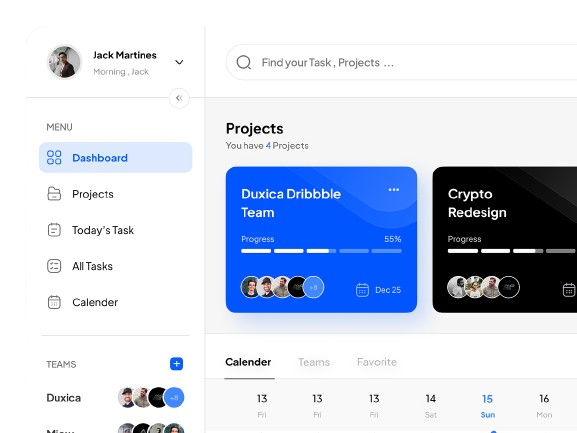 Jack Martines
Morning , Jack
Find your Task , Projects ...
MENU
Dashboard
Projects
Today's Task
All Tasks
Calender
TEAMS
Duxica
+8
Projects
You have 4 Projects
Duxica Dribbble
Team
Progress
55%
+8
Dec 25
Crypto
Redesign
Progress
Calender
Teams
Favorite
13
13
13
14
15
16
Fri
Fri
Fri
Sat
Sun
Mon